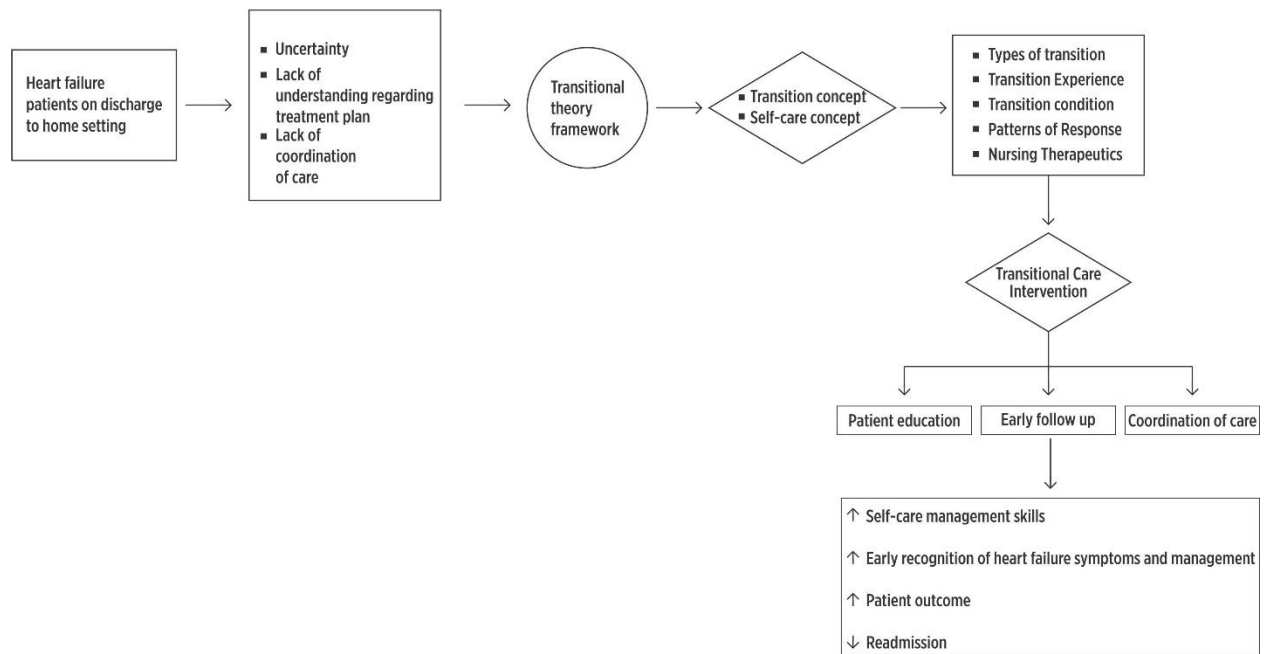 Heart failure
patients on discharge
to home setting
▪ Uncertainty
▪ Lack of
understanding regarding
treatment plan
▪ Lack of
coordination
of care
Transitional
theory
framework
▪ Transition concept
▪ Self-care concept
▪ Types of transition
▪ Transition Experience
▪ Transition condition
▪ Patterns of Response
▪ Nursing Therapeutics
Transitional Care
Intervention
Patient education
Early follow up
Coordination of care
↑ Self-care management skills
↑ Early recognition of heart failure symptoms and management
↑ Patient outcome
↓ Readmission